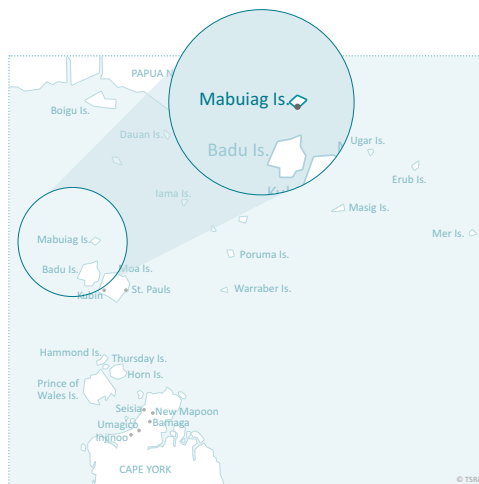 PAPUA N
Mabuiag Is.
Boigu Is.
Dauan Is.
Badu Is.
Ugar Is.
Erub Is.
Iama Is.
Masig Is.
Mer Is.
Mabuiag Is.
Poruma Is.
Badu Is.
Moa Is.
Kubin
St. Pauls
Warraber Is.
Hammond Is.
Thursday Is.
Horn Is.
Prince of
Wales Is.
Seisia
New Mapoon
Umagico
Bamaga
Injinoo
CAPE YORK
© TSRA